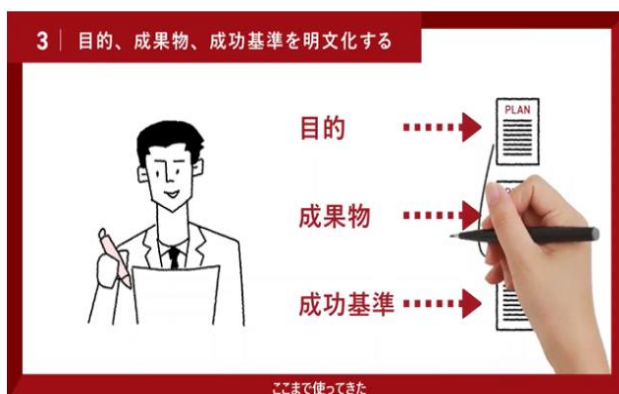 3 | 目的、成果物、成功基準を明文化する
目的
PLAN
成果物
成功基準
ここまで使ってきた